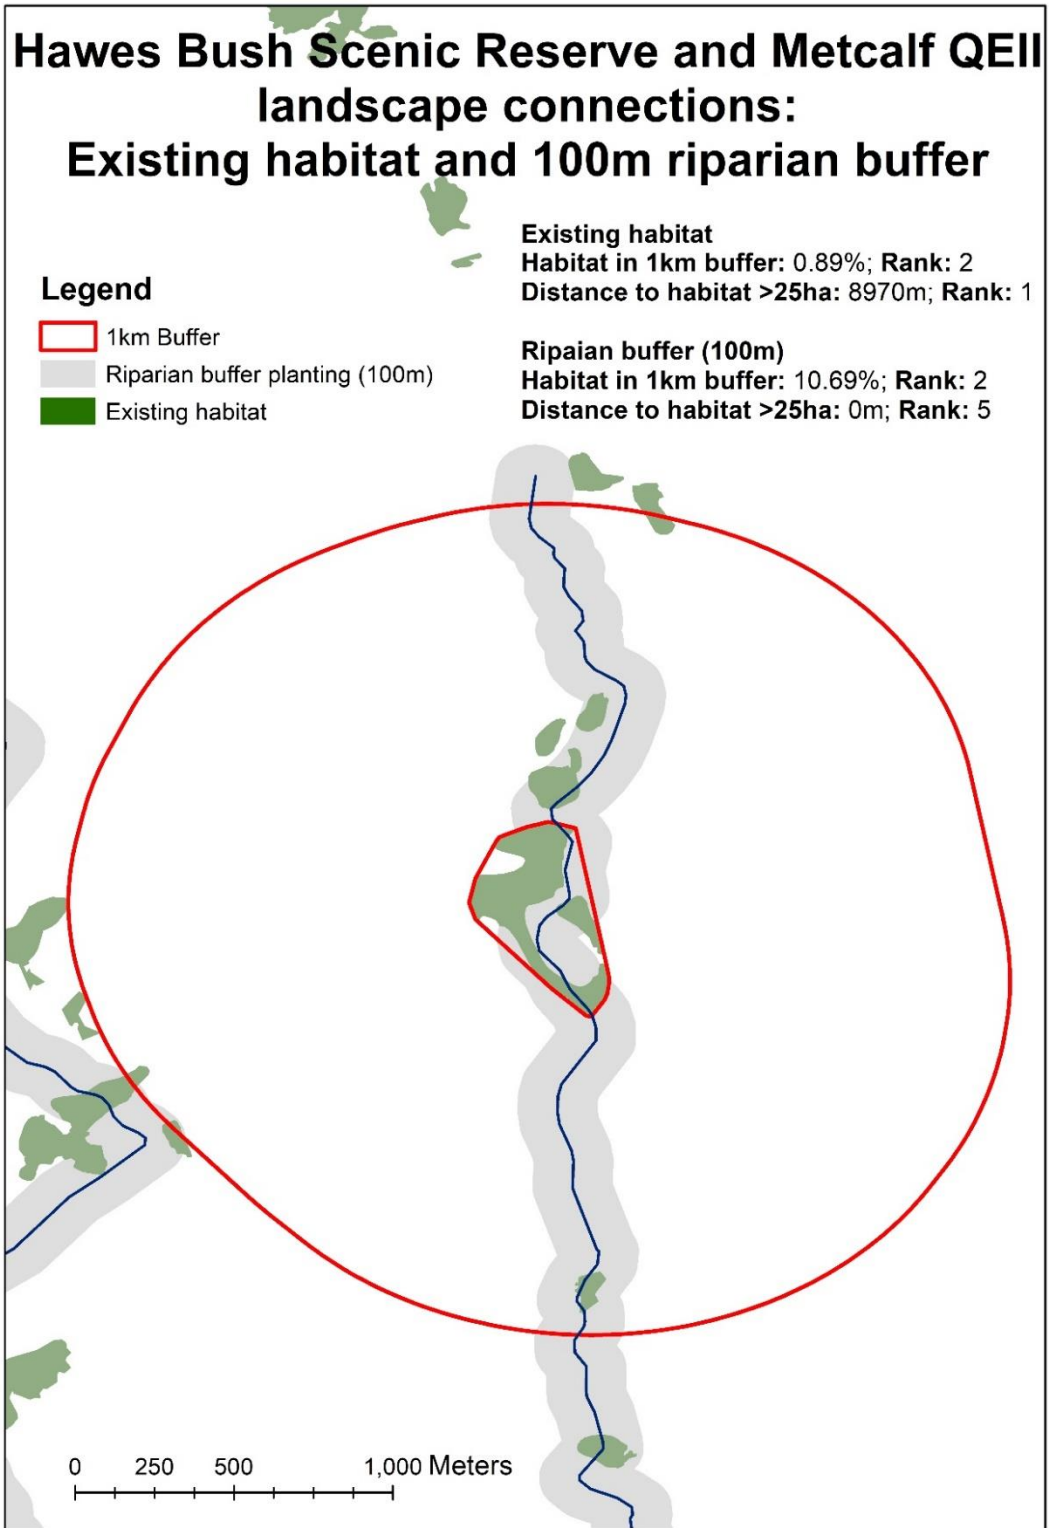 Hawes Bush Scenic Reserve and Metcalf QEII
landscape connections:
Existing habitat and 100m riparian buffer
Existing habitat
Habitat in 1km buffer: 0.89%; Rank: 2
Distance to habitat >25ha: 8970m; Rank: 1
Ripaian buffer (100m)
Habitat in 1km buffer: 10.69%; Rank: 2
Distance to habitat >25ha: 0m; Rank: 5
Legend
1km Buffer
Riparian buffer planting (100m)
Existing habitat
0 250 500 1,000 Meters